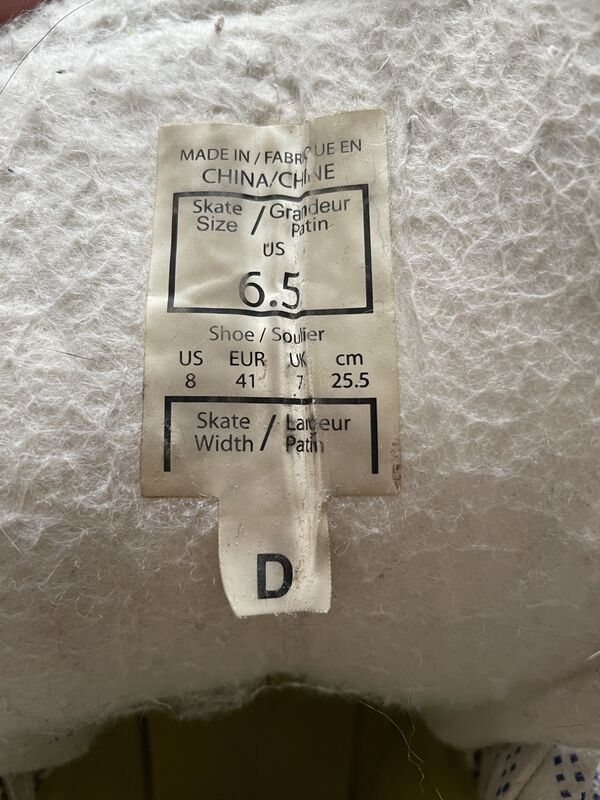 MADE IN / FABRIQUE EN
CHINA/CHINE
Skate Size / Grandeur Patin
US
6.5
Shoe / Soulier
US EUR UK cm
8 41 7 25.5
Skate Width / Largeur Patin
D